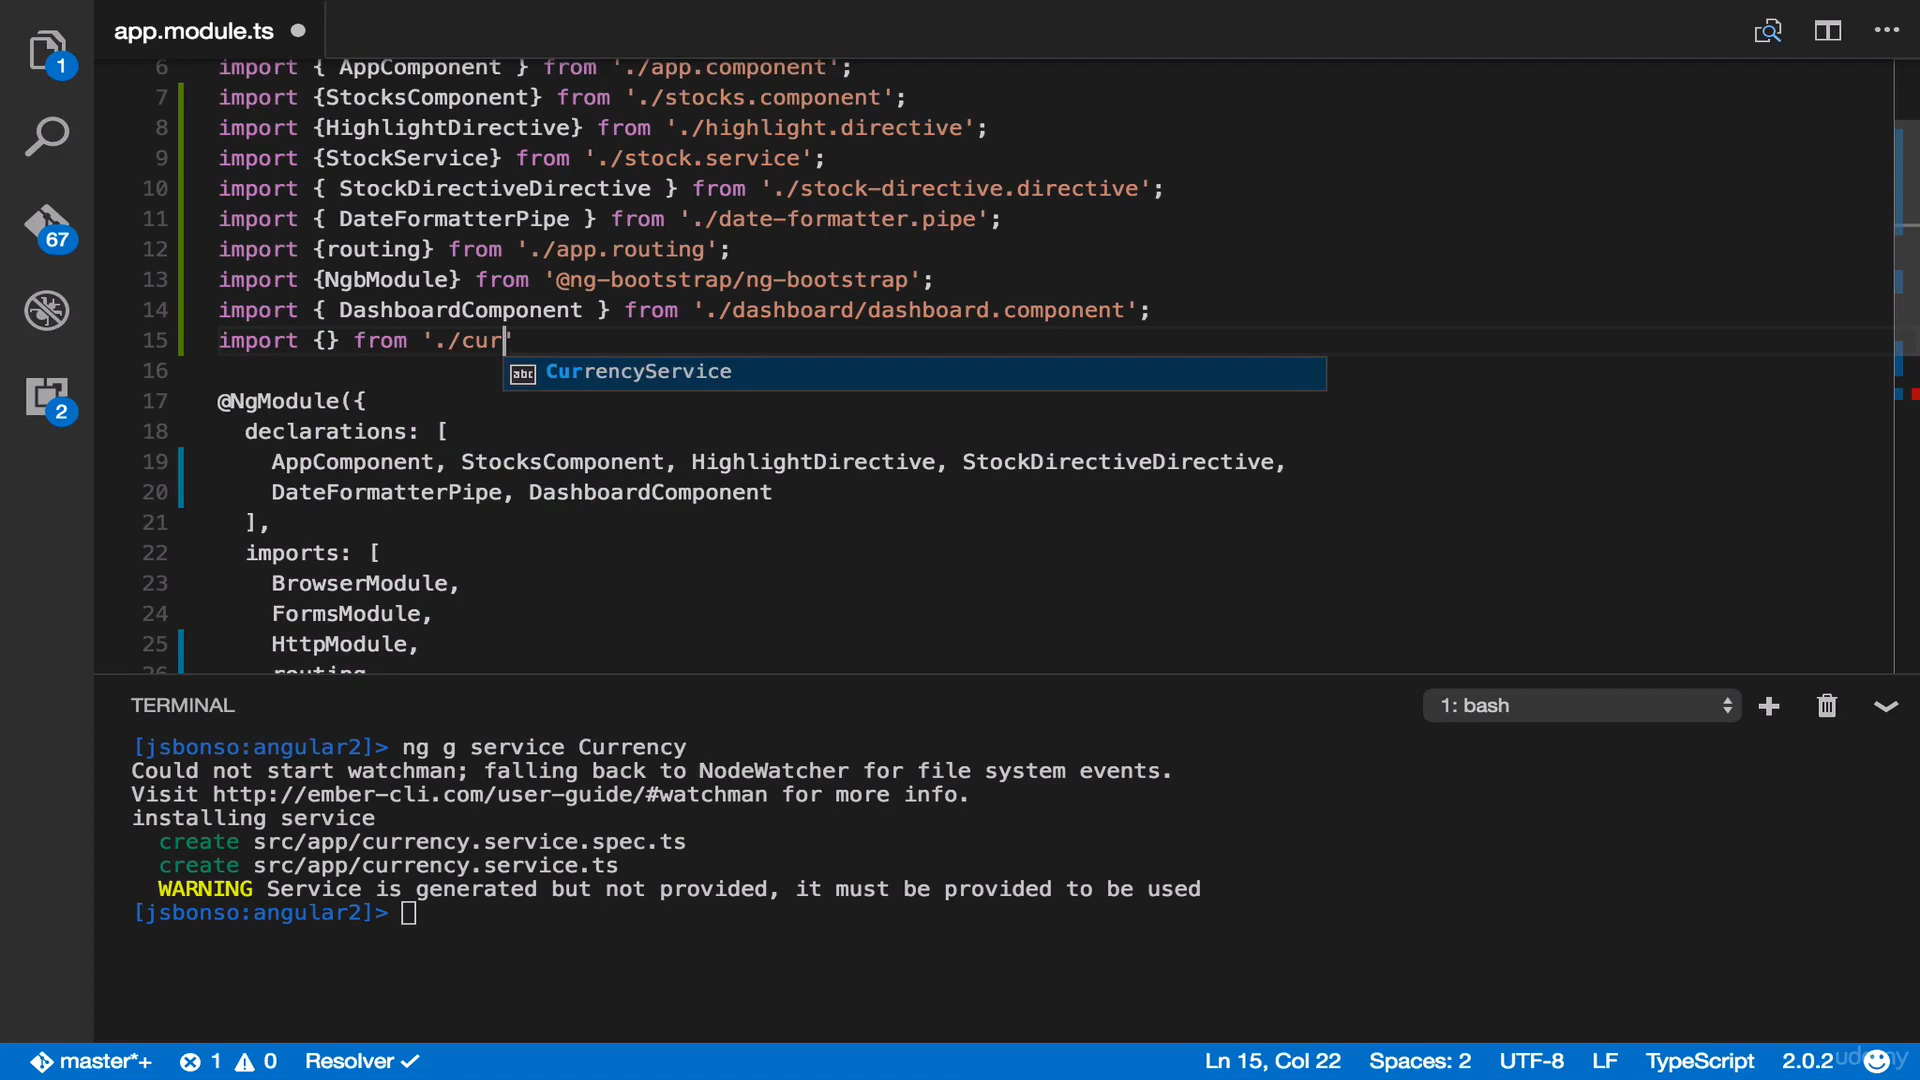 app.module.ts
1
6 import { AppComponent } from './app.component';
7 import {StocksComponent} from './stocks.component';
8 import {HighlightDirective} from './highlight.directive';
9 import {StockService} from './stock.service';
10 import { StockDirectiveDirective } from './stock-directive.directive';
11 import { DateFormatterPipe } from './date-formatter.pipe';
67
12 import {routing} from './app.routing';
13 import {NgbModule} from '@ng-bootstrap/ng-bootstrap';
14 import { DashboardComponent } from './dashboard/dashboard.component';
15 import {} from './cur'
16
abc CurrencyService
17 @NgModule({
2
18 declarations: [
19 AppComponent, StocksComponent, HighlightDirective, StockDirectiveDirective,
20 DateFormatterPipe, DashboardComponent
21 ],
22 imports: [
23 BrowserModule,
24 FormsModule,
25 HttpModule,
26 routing
TERMINAL
1: bash
[jsbonso:angular2]> ng g service Currency
Could not start watchman; falling back to NodeWatcher for file system events.
Visit http://ember-cli.com/user-guide/#watchman for more info.
installing service
create src/app/currency.service.spec.ts
create src/app/currency.service.ts
WARNING Service is generated but not provided, it must be provided to be used
[jsbonso:angular2]>
master*+ 1 0 Resolver Ln 15, Col 22 Spaces: 2 UTF-8 LF TypeScript 2.0.2
udemy